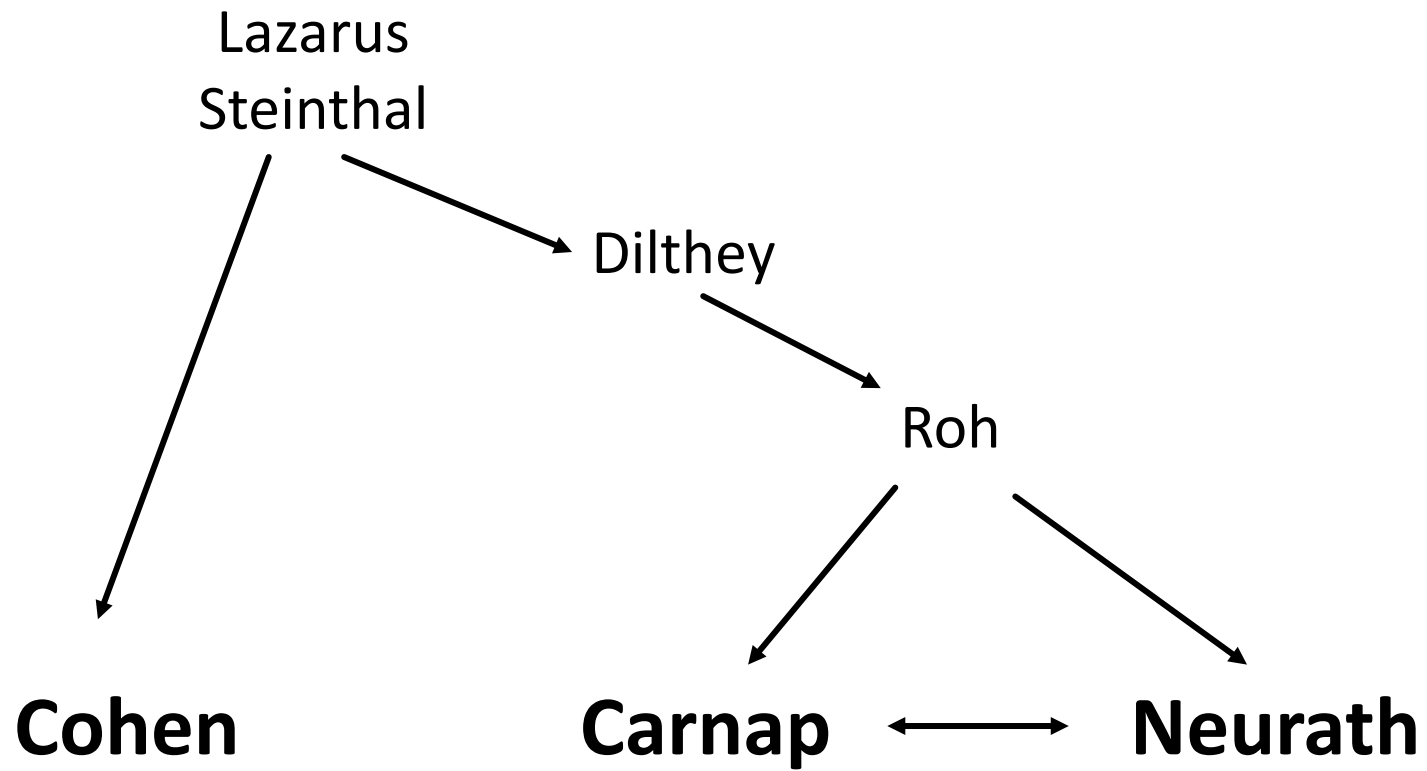 Lazarus
Steinthal
Dilthey
Roh
Cohen
Carnap
Neurath